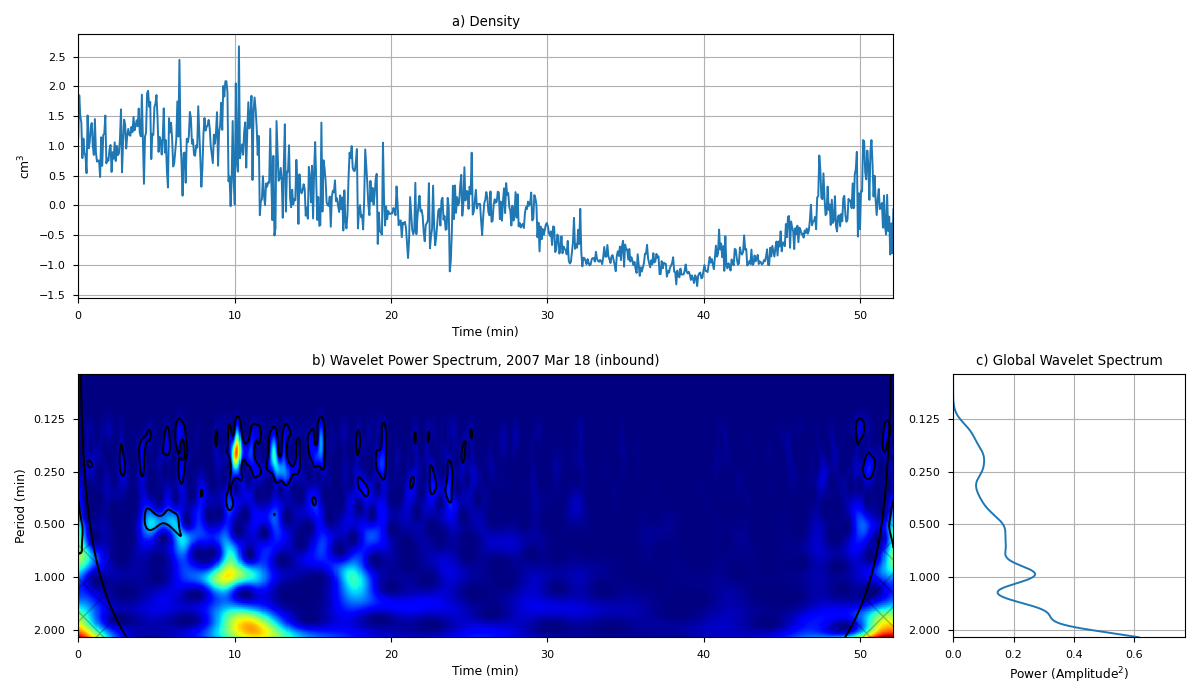 a) Density
cm³
2.5
2.0
1.5
1.0
0.5
0.0
−0.5
−1.0
−1.5
0 10 20 30 40 50
Time (min)
b) Wavelet Power Spectrum, 2007 Mar 18 (inbound)
Period (min)
0.125
0.250
0.500
1.000
2.000
0 10 20 30 40 50
Time (min)
c) Global Wavelet Spectrum
0.125
0.250
0.500
1.000
2.000
0.0 0.2 0.4 0.6
Power (Amplitude²)